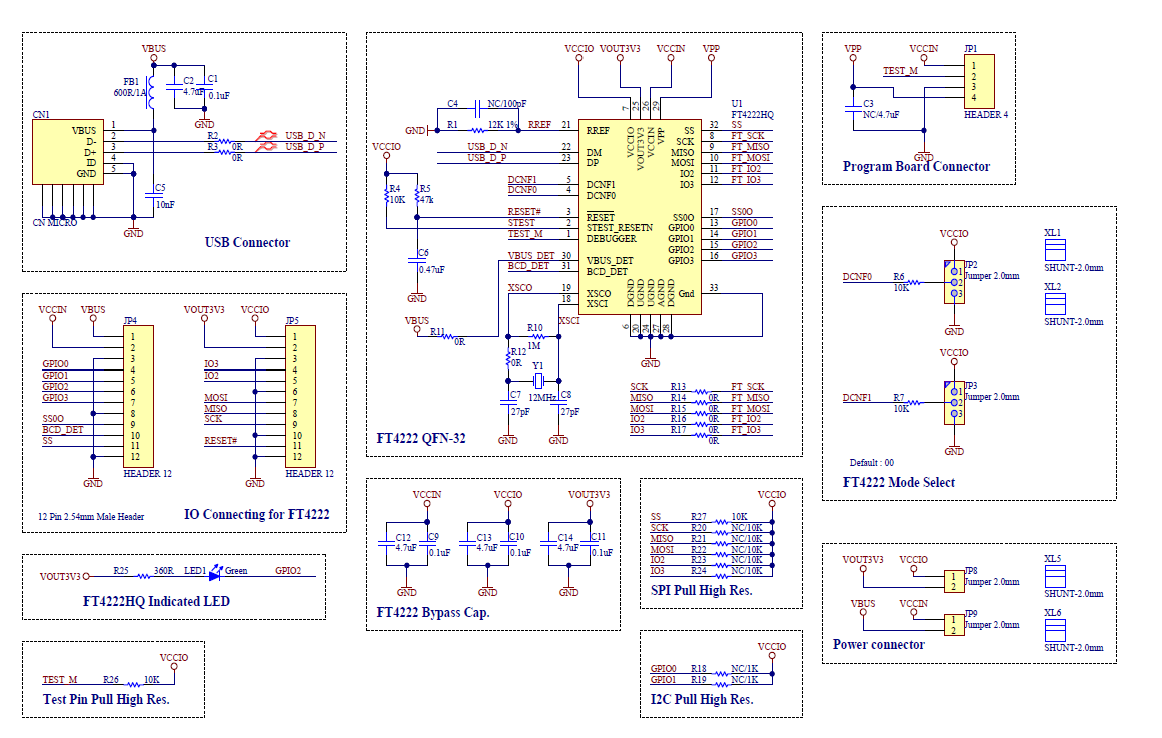 VBUS
FB1
600R/1A
C2
4.7uF
C1
0.1uF
GND
CN1
VBUS
D-
D+
ID
GND
1
2
3
4
5
R2
0R
R3
0R
USB_D_N
USB_D_P
C5
10nF
CN MICRO
GND
USB Connector
VCCIO
VOUT3V3
VCCIN
VPP
7
25
26
29
U1
FT4222HQ
C4
NC/100pF
GND
R1
12K 1%
RREF
21
RREF
USB_D_N
22
DM
USB_D_P
23
DP
DCNF1
5
DCNF1
DCNF0
4
DCNF0
RESET#
3
RESET
STEST
2
STEST_RESETN
TEST_M
1
DEBUGGER
VBUS_DET
30
VBUS_DET
BCD_DET
31
BCD_DET
XSCO
19
XSCO
18
XSCI
XSCI
VCCIO
VOUT3V3
VCCIN
VPP
SS
32
SS
SCK
8
FT_SCK
MISO
9
FT_MISO
MOSI
10
FT_MOSI
IO2
11
FT_IO2
IO3
12
FT_IO3
SS0O
17
SS0O
GPIO0
13
GPIO0
GPIO1
14
GPIO1
GPIO2
15
GPIO2
GPIO3
16
GPIO3
Gnd
33
DGND
UGND
UGND
AGND
DGND
6
20
24
27
28
GND
VCCIO
R4
10K
R5
47k
C6
0.47uF
GND
VBUS
R11
0R
R10
1M
R12
0R
Y1
12MHz
C7
27pF
C8
27pF
GND
GND
SCK
R13
0R
FT_SCK
MISO
R14
0R
FT_MISO
MOSI
R15
0R
FT_MOSI
IO2
R16
0R
FT_IO2
IO3
R17
0R
FT_IO3
FT4222 QFN-32
VPP
VCCIN
JP1
TEST_M
1
2
3
4
C3
NC/4.7uF
HEADER 4
GND
Program Board Connector
VCCIO
JP2
Jumper 2.0mm
DCNF0
R6
10K
1
2
3
GND
XL1
SHUNT-2.0mm
XL2
SHUNT-2.0mm
VCCIO
JP3
Jumper 2.0mm
DCNF1
R7
10K
1
2
3
GND
Default : 00
FT4222 Mode Select
VCCIN
VBUS
JP4
1
2
3
4
5
6
7
8
9
10
11
12
GPIO0
GPIO1
GPIO2
GPIO3
SS0O
BCD_DET
SS
HEADER 12
GND
VOUT3V3
VCCIO
JP5
1
2
3
4
5
6
7
8
9
10
11
12
IO3
IO2
MOSI
MISO
SCK
RESET#
HEADER 12
GND
12 Pin 2.54mm Male Header
IO Connecting for FT4222
VOUT3V3
R25
360R
LED1
Green
GPIO2
FT4222HQ Indicated LED
VCCIN
C12
4.7uF
C9
0.1uF
GND
VCCIO
C13
4.7uF
C10
0.1uF
GND
VOUT3V3
C14
4.7uF
C11
0.1uF
GND
FT4222 Bypass Cap.
VCCIO
SS
R27
10K
SCK
R20
NC/10K
MISO
R21
NC/10K
MOSI
R22
NC/10K
IO2
R23
NC/10K
IO3
R24
NC/10K
SPI Pull High Res.
VOUT3V3
VCCIO
JP8
1
2
Jumper 2.0mm
VBUS
VCCIN
JP9
1
2
Jumper 2.0mm
XL5
SHUNT-2.0mm
XL6
SHUNT-2.0mm
Power connector
VCCIO
TEST_M
R26
10K
Test Pin Pull High Res.
VCCIO
GPIO0
R18
NC/1K
GPIO1
R19
NC/1K
I2C Pull High Res.